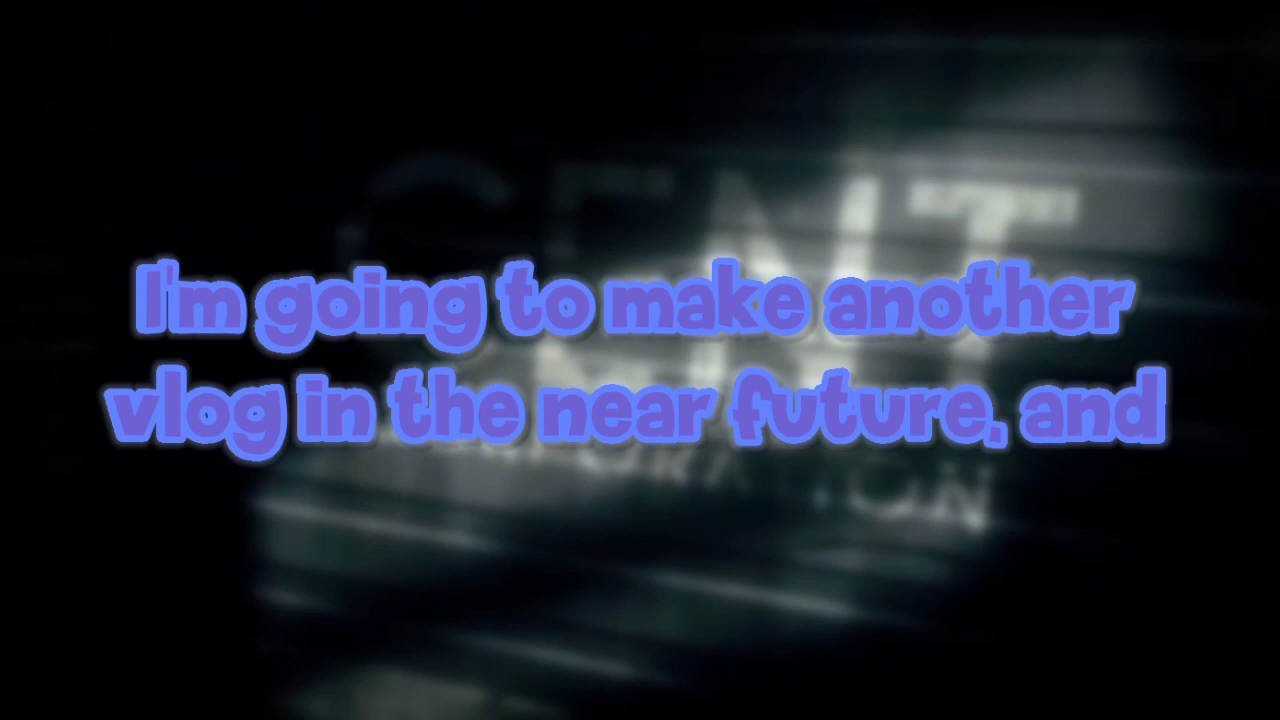 I'm going to make another
vlog in the near future, and